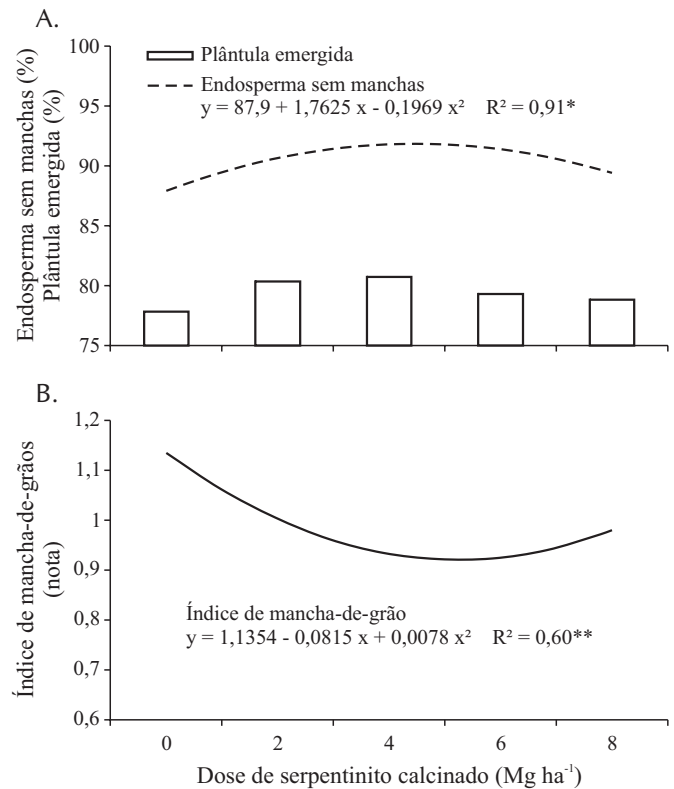 A.
Endosperma sem manchas (%)
Plântula emergida (%)
100
95
90
85
80
75
Plântula emergida
Endosperma sem manchas
y = 87,9 + 1,7625 x - 0,1969 x² R² = 0,91*
B.
Índice de mancha-de-grãos
(nota)
1,2
1,1
1
0,9
0,8
0,7
0,6
Índice de mancha-de-grão
y = 1,1354 - 0,0815 x + 0,0078 x² R² = 0,60**
0 2 4 6 8
Dose de serpentinito calcinado (Mg ha⁻¹)